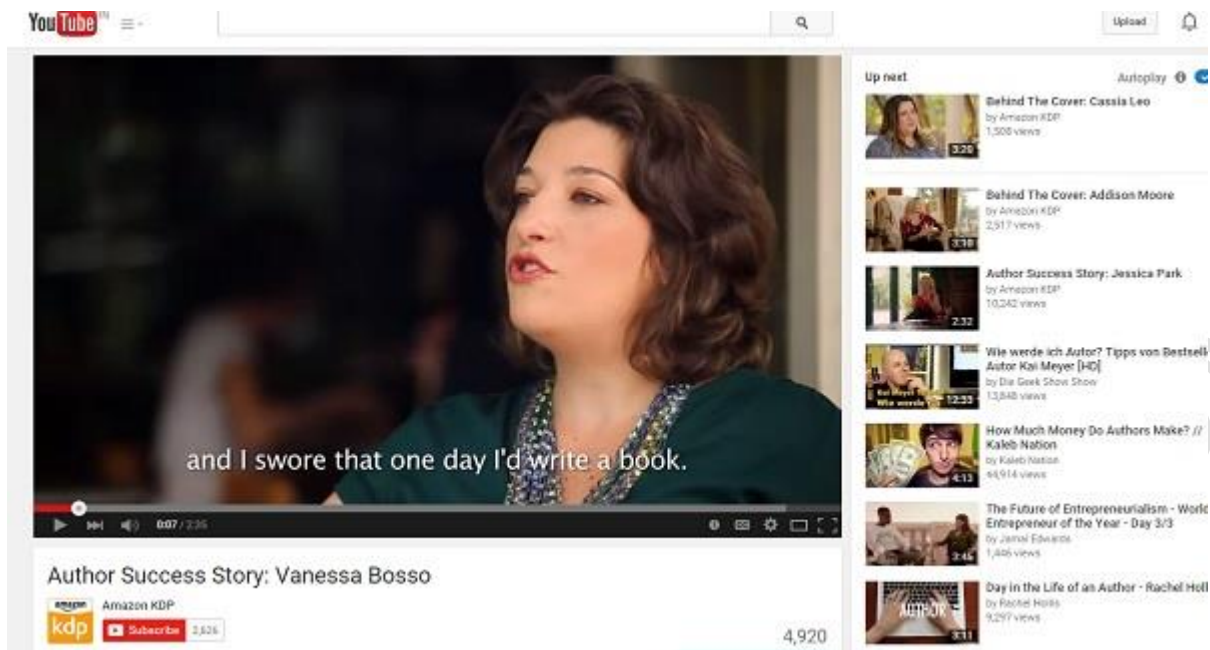 YouTube IN
Upload
and I swore that one day I'd write a book.
0:07 / 2:35
Author Success Story: Vanessa Bosso
amazon
kdp
Amazon KDP
Subscribe
4,920
Up next
Autoplay
3:20
Behind The Cover: Cassia Leo
by Amazon KDP
1,508 views
3:18
Behind The Cover: Addison Moore
by Amazon KDP
2,517 views
2:32
Author Success Story: Jessica Park
by Amazon KDP
10,242 views
Kai Meyer
Wie werde
12:33
Wie werde ich Autor? Tipps von Bestsell
Autor Kai Meyer [HD]
by Die Geek Show Show
13,848 views
4:13
How Much Money Do Authors Make? //
Kaleb Nation
by Kaleb Nation
44,914 views
3:46
The Future of Entrepreneurialism - World
Entrepreneur of the Year - Day 3/3
by Jamal Edwards
1,446 views
AUTHOR
3:11
Day in the Life of an Author - Rachel Holl
by Rachel Hollis
9,297 views